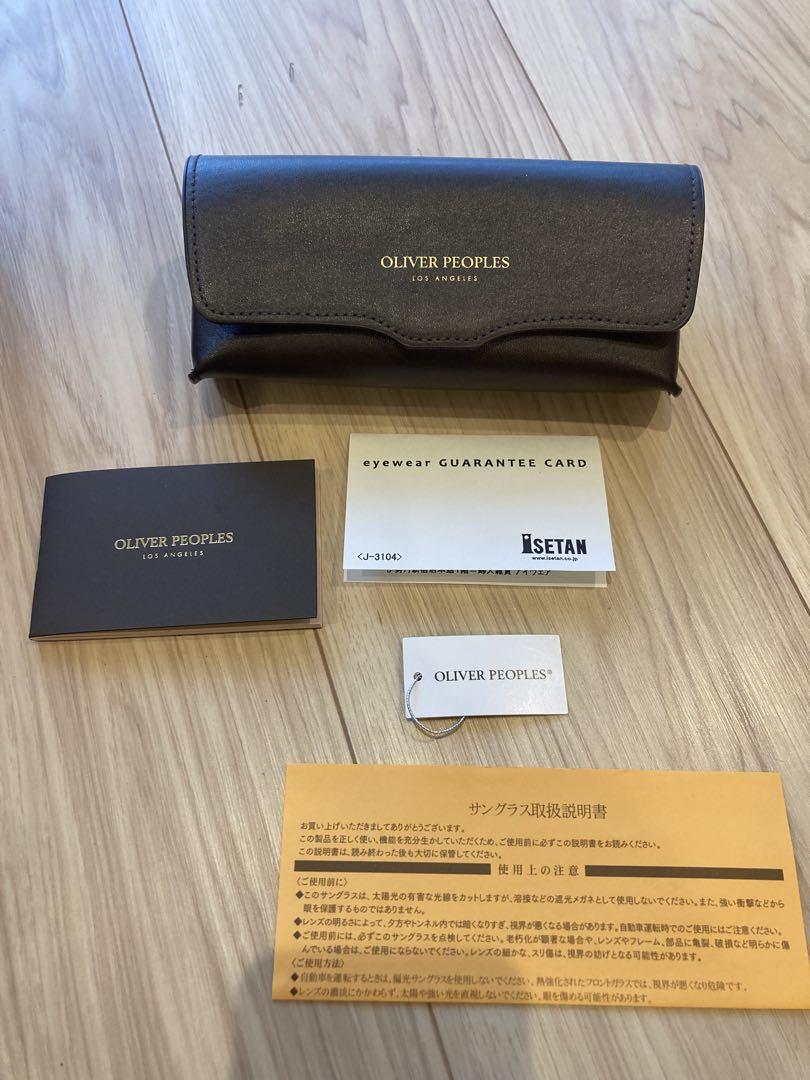 OLIVER PEOPLES
LOS ANGELES
OLIVER PEOPLES
LOS ANGELES
eyewear GUARANTEE CARD
<J-3104>
ISETAN
www.isetan.co.jp
OLIVER PEOPLES®
サングラス取扱説明書
お買い上げいただきましてありがとうございます。
この製品を正しく使い、機能を充分生かしていただくため、ご使用前に必ずこの説明書をお読みください。
この説明書は、読み終わった後も大切に保管してください。
使用上の注意
〈ご使用前に〉
◆このサングラスは、太陽光の有害な光線をカットしますが、溶接などの遮光メガネとして使用しないでください。また、強い衝撃などから
眼を保護するものではありません。
◆レンズの明るさによって、夕方やトンネル内では暗くなりすぎ、視界が悪くなる場合があります。自動車運転時でのご使用にはご注意ください。
◆ご使用前には、必ずこのサングラスを点検してください。老朽化が顕著な場合や、レンズやフレーム、部品に亀裂、破損など明らかに傷
んでいる場合は、ご使用にならないでください。レンズの細かな、スリ傷は、視界の妨げとなる可能性があります。
〈ご使用方法〉
◆自動車を運転するときは、偏光サングラスを使用しないでください。熱強化されたフロントガラスでは、視界が悪くなり危険です。
◆レンズの濃淡にかかわらず、太陽や強い光を直視しないでください。眼を傷める可能性があります。